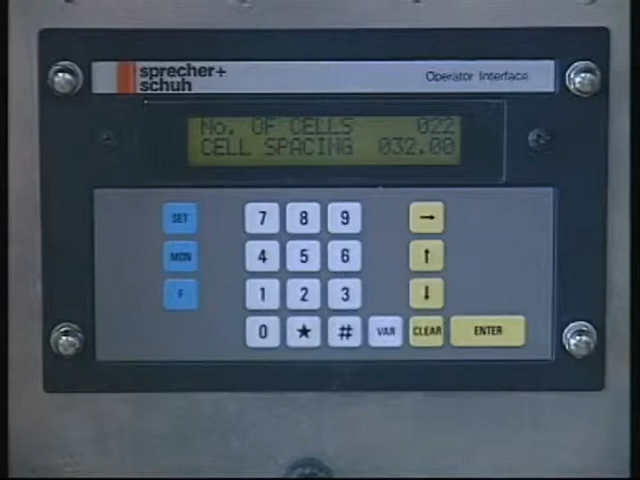 sprecher+
schuh
Operator Interface
No. OF CELLS 022
CELL SPACING 032.00
SET 7 8 9 →
MON 4 5 6 ↑
F 1 2 3 ↓
0 ★ # VAR CLEAR ENTER